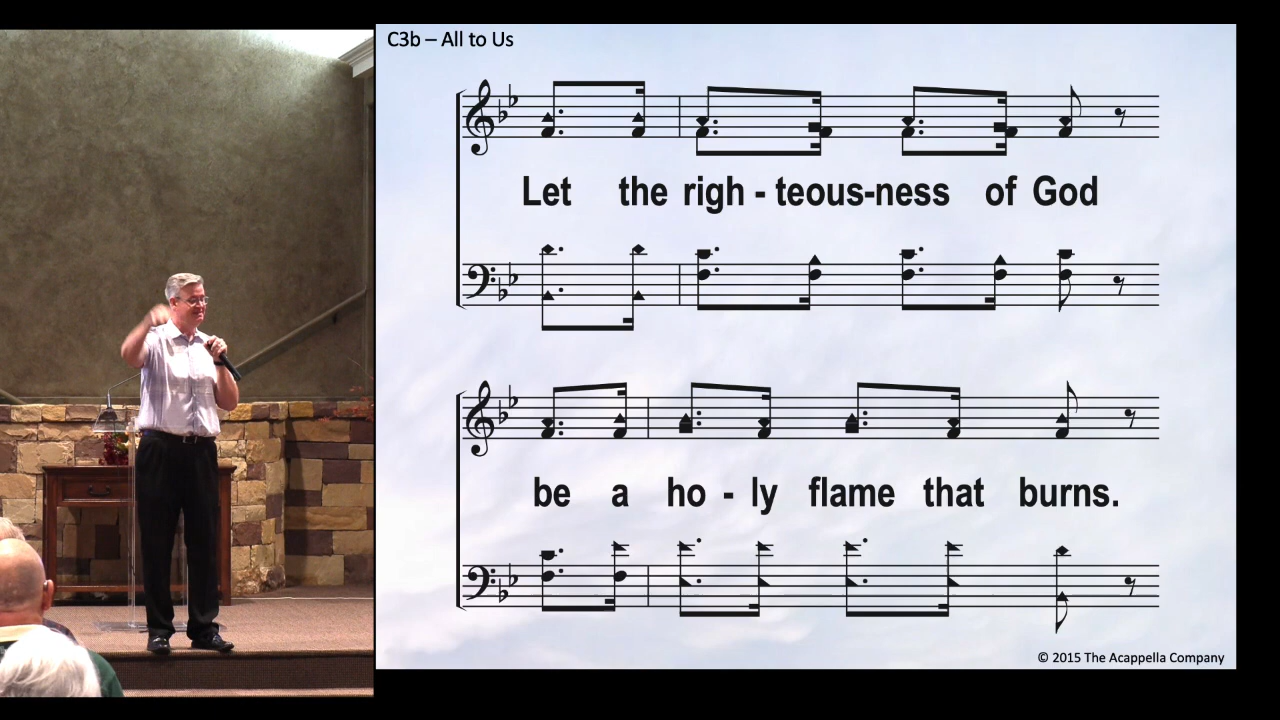 C3b – All to Us
Let the righ - teous-ness of God
be a ho - ly flame that burns.
© 2015 The Acappella Company